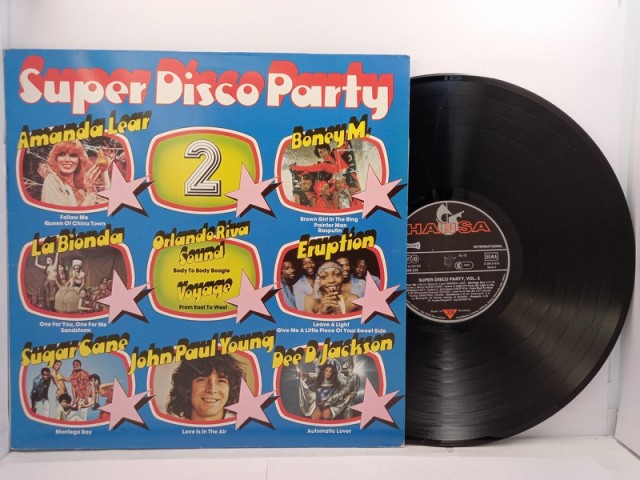 Super Disco Party
Amanda Lear
Follow Me
Queen Of China Town
2
Boney M.
Brown Girl In The Ring
Painter Man
Rasputin
La Bionda
One For You, One For Me
Sandstorm
Orlando Riva
Sound
Body To Body Boogie
Voyage
From East To West
Eruption
Leave A Light
Give Me A Little Piece Of Your Sweet Side
Sugar Cane
Montego Bay
John Paul Young
Love Is In The Air
Dee D. Jackson
Automatic Lover
HANSA
INTERNATIONAL
SUPER DISCO PARTY, VOL. 2